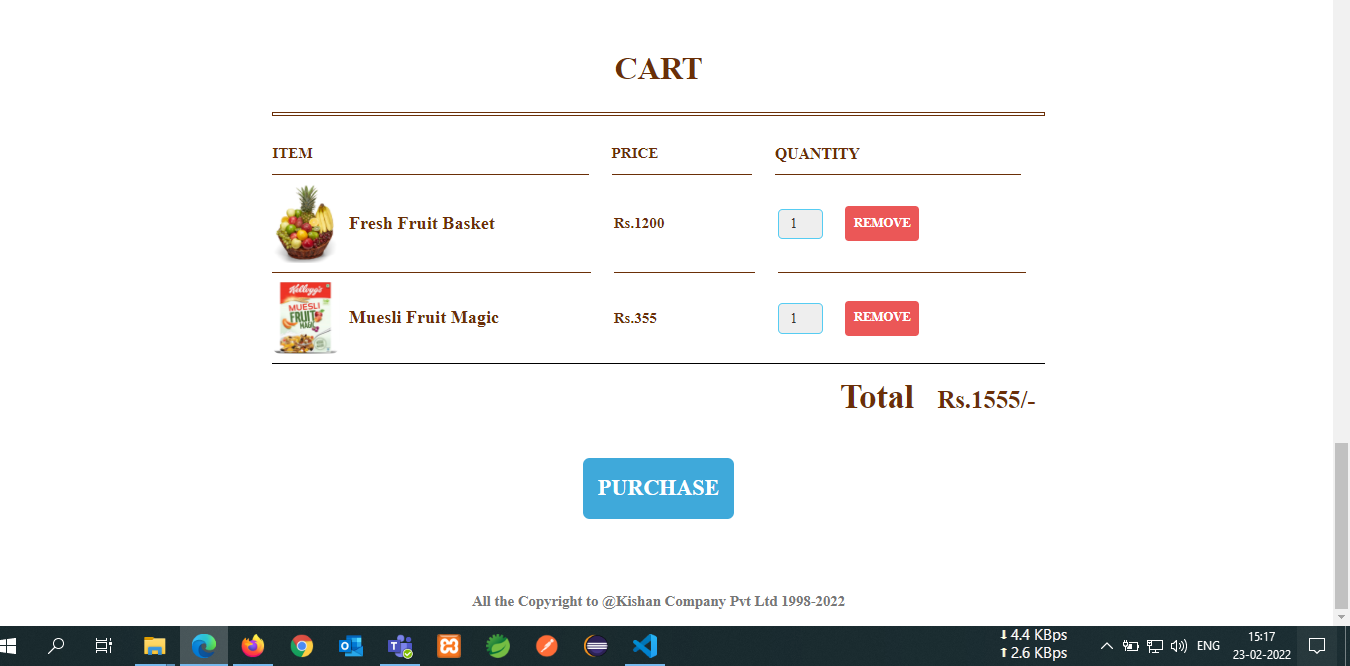 CART
ITEM PRICE QUANTITY
Fresh Fruit Basket Rs.1200 1 REMOVE
Kellogg's
MUESLI
FRUIT
MAGIC
Muesli Fruit Magic Rs.355 1 REMOVE
Total Rs.1555/-
PURCHASE
All the Copyright to @Kishan Company Pvt Ltd 1998-2022
4.4 KBps
2.6 KBps
ENG
15:17
23-02-2022